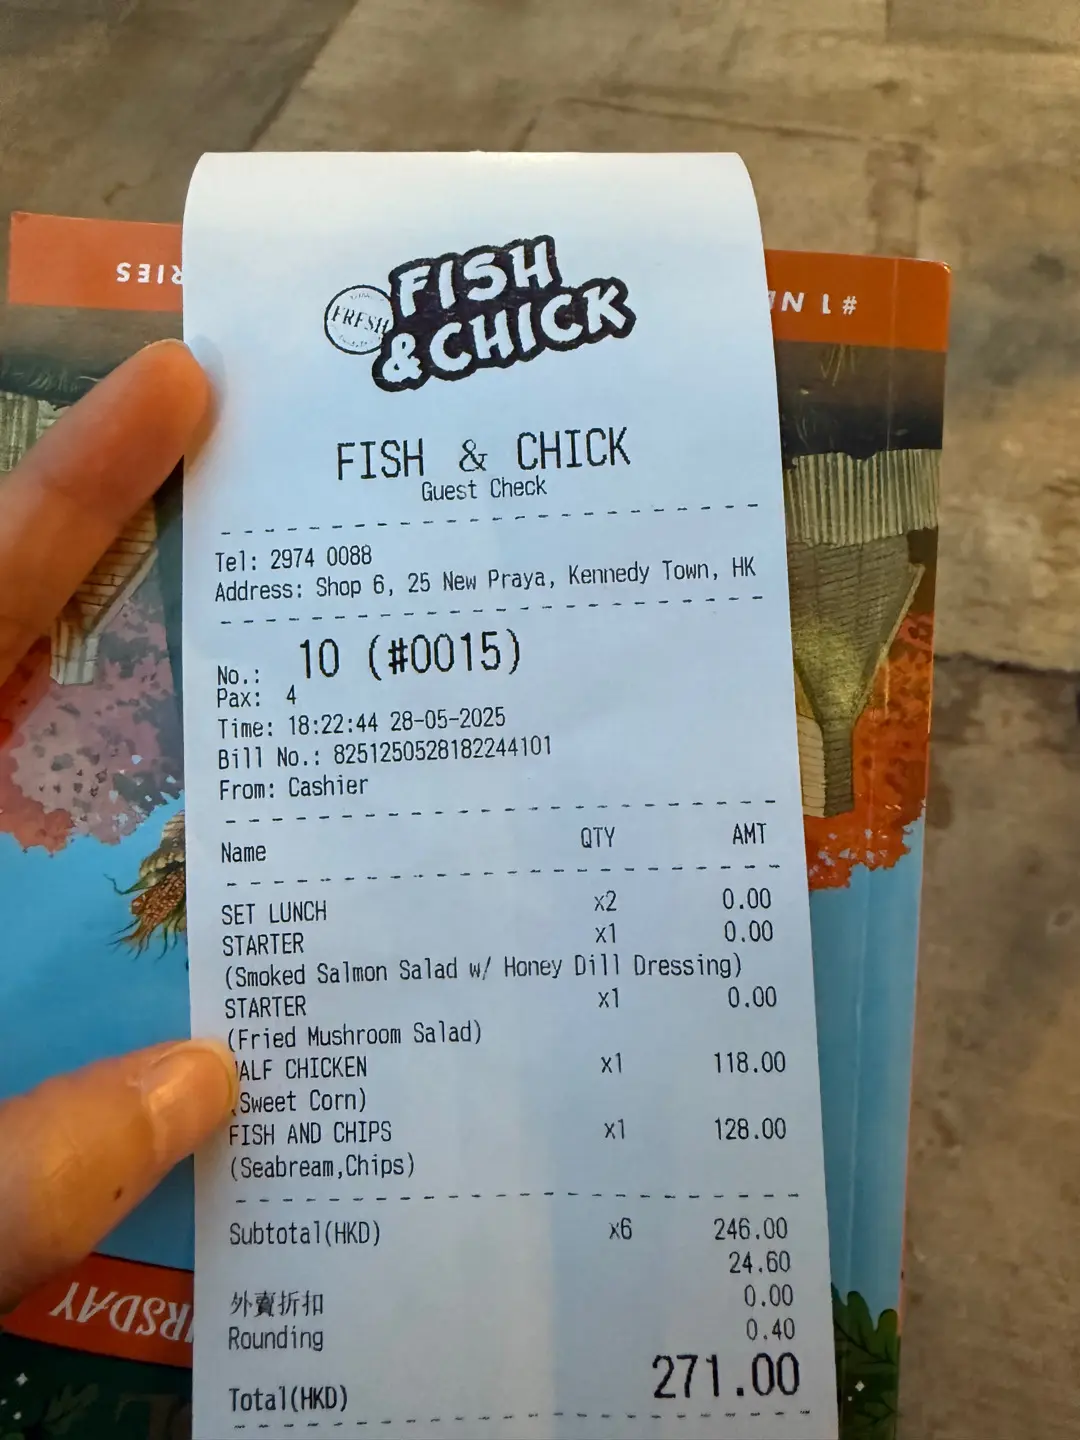 FISH
& CHICK
FRESH
FISH & CHICK
Guest Check
Tel: 2974 0088
Address: Shop 6, 25 New Praya, Kennedy Town, HK
No.: 10 (#0015)
Pax: 4
Time: 18:22:44 28-05-2025
Bill No.: 8251250528182244101
From: Cashier
Name QTY AMT
SET LUNCH x2 0.00
STARTER x1 0.00
(Smoked Salmon Salad w/ Honey Dill Dressing)
STARTER x1 0.00
(Fried Mushroom Salad)
ALF CHICKEN x1 118.00
(Sweet Corn)
FISH AND CHIPS x1 128.00
(Seabream,Chips)
Subtotal(HKD) x6 246.00
24.60
外賣折扣 0.00
Rounding 0.40
Total(HKD) 271.00
RIES
#1 N
RSDAY